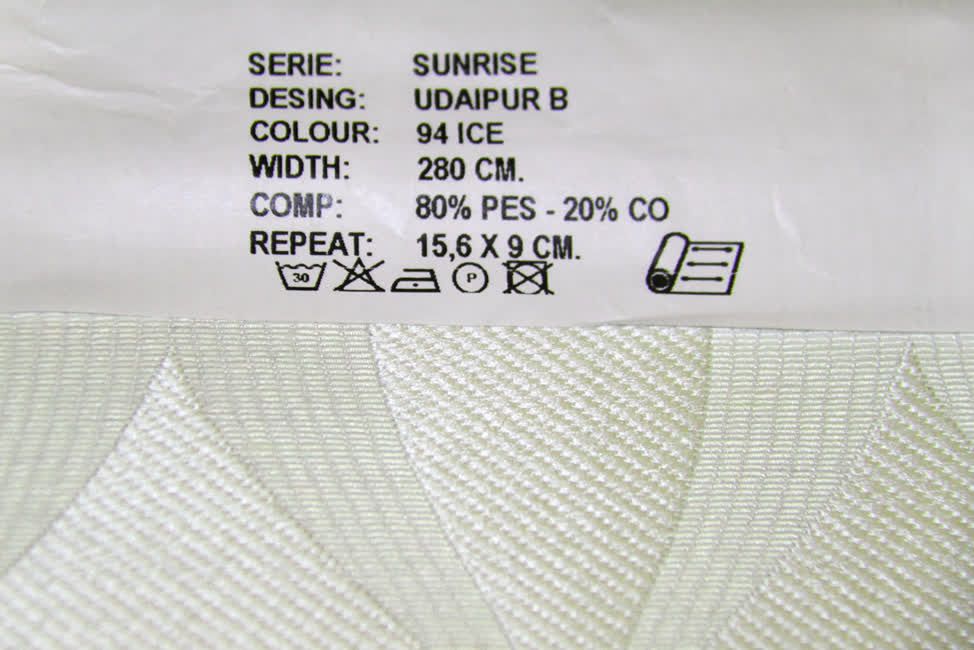 SERIE: SUNRISE
DESING: UDAIPUR B
COLOUR: 94 ICE
WIDTH: 280 CM.
COMP: 80% PES - 20% CO
REPEAT: 15,6 X 9 CM.
30 P